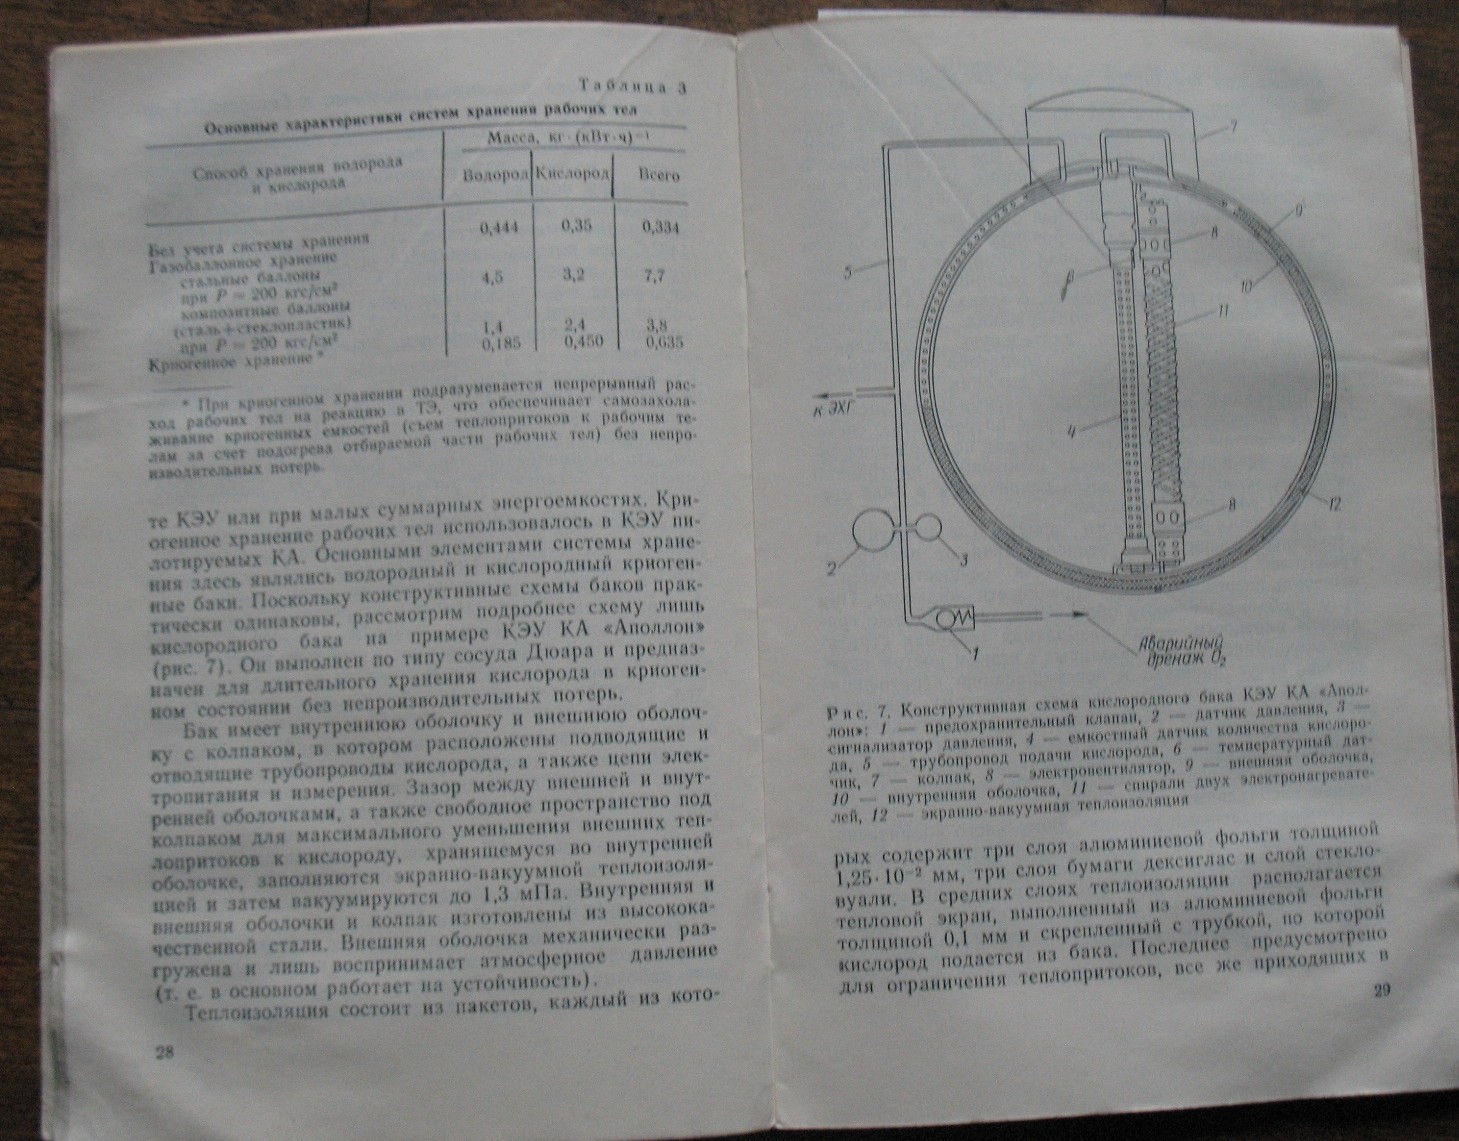 Таблица 3
Основные характеристики систем хранения рабочих тел
Способ хранения водорода
и кислорода
Масса, кг·(кВт·ч)⁻¹
Водород Кислород Всего
Без учета системы хранения 0,444 0,35 0,334
Газобаллонное хранение
стальные баллоны
при P = 200 кгс/см² 4,5 3,2 7,7
композитные баллоны
(сталь+стеклопластик)
при P = 200 кгс/см² 1,4 2,4 3,8
Криогенное хранение * 0,185 0,450 0,635
* При криогенном хранении подразумевается непрерывный рас-
ход рабочих тел на реакцию в ТЭ, что обеспечивает самозахола-
живание криогенных емкостей (съем теплопритоков к рабочим те-
лам за счет подогрева отбираемой части рабочих тел) без непро-
изводительных потерь.
те КЭУ или при малых суммарных энергоемкостях. Кри-
огенное хранение рабочих тел использовалось в КЭУ пи-
лотируемых КА. Основными элементами системы хране-
ния здесь являлись водородный и кислородный криоген-
ные баки. Поскольку конструктивные схемы баков прак-
тически одинаковы, рассмотрим подробнее схему лишь
кислородного бака на примере КЭУ КА «Аполлон»
(рис. 7). Он выполнен по типу сосуда Дюара и предназ-
начен для длительного хранения кислорода в криоген-
ном состоянии без непроизводительных потерь.
Бак имеет внутреннюю оболочку и внешнюю оболоч-
ку с колпаком, в котором расположены подводящие и
отводящие трубопроводы кислорода, а также цепи элек-
тропитания и измерения. Зазор между внешней и внут-
ренней оболочками, а также свободное пространство под
колпаком для максимального уменьшения внешних теп-
лопритоков к кислороду, хранящемуся во внутренней
оболочке, заполняются экранно-вакуумной теплоизоля-
цией и затем вакуумируются до 1,3 мПа. Внутренняя и
внешняя оболочки и колпак изготовлены из высокока-
чественной стали. Внешняя оболочка механически раз-
гружена и лишь воспринимает атмосферное давление
(т. е. в основном работает на устойчивость).
Теплоизоляция состоит из пакетов, каждый из кото-
28
7
9
8
5
6
10
11
к ЭХГ
4
12
8
2
3
1
Аварийный
дренаж O₂
Рис. 7. Конструктивная схема кислородного бака КЭУ КА «Апол-
лон»: 1 — предохранительный клапан, 2 — датчик давления, 3 —
сигнализатор давления, 4 — емкостный датчик количества кислоро-
да, 5 — трубопровод подачи кислорода, 6 — температурный дат-
чик, 7 — колпак, 8 — электровентилятор, 9 — внешняя оболочка,
10 — внутренняя оболочка, 11 — спирали двух электронагревате-
лей, 12 — экранно-вакуумная теплоизоляция
рых содержит три слоя алюминиевой фольги толщиной
1,25·10⁻² мм, три слоя бумаги дексиглас и слой стекло-
вуали. В средних слоях теплоизоляции располагается
тепловой экран, выполненный из алюминиевой фольги
толщиной 0,1 мм и скрепленный с трубкой, по которой
кислород подается из бака. Последнее предусмотрено
для ограничения теплопритоков, все же приходящих в
29